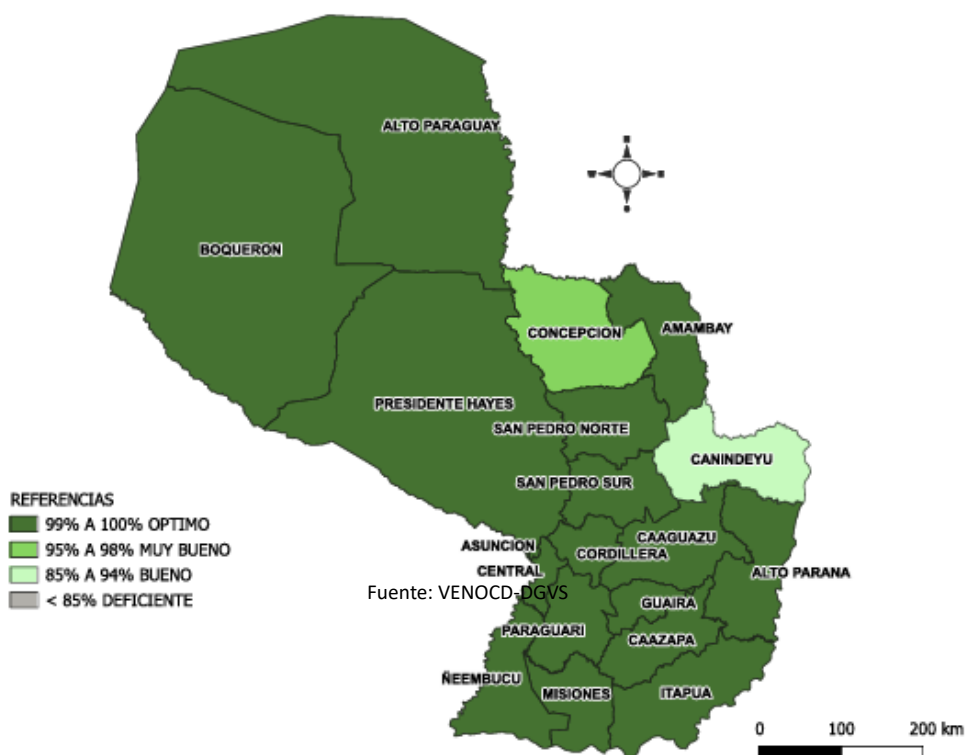 ALTO PARAGUAY
BOQUERON
CONCEPCION
AMAMBAY
PRESIDENTE HAYES
SAN PEDRO NORTE
CANINDEYU
SAN PEDRO SUR
REFERENCIAS
99% A 100% OPTIMO
95% A 98% MUY BUENO
85% A 94% BUENO
< 85% DEFICIENTE
ASUNCION
CAAGUAZU
CORDILLERA
CENTRAL
ALTO PARANA
Fuente: VENOCD-DGVS
GUAIRA
PARAGUARI
CAAZAPA
ÑEEMBUCU
MISIONES
ITAPUA
0 100 200 km